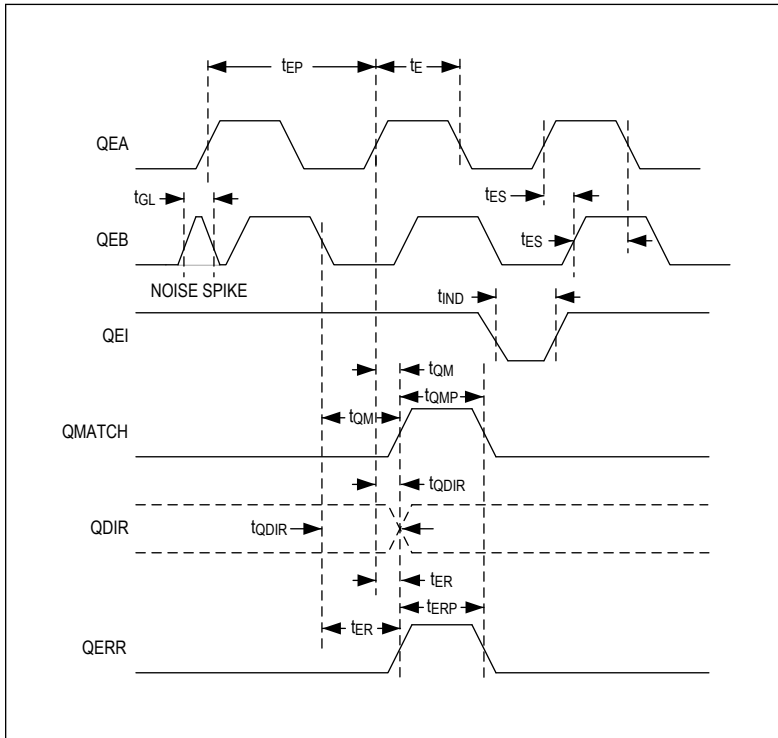 tEP
tE
QEA
tGL
tES
QEB
tES
NOISE SPIKE
tIND
QEI
tQM
tQMP
tQM
QMATCH
tQDIR
QDIR
tQDIR
tER
tERP
tER
QERR